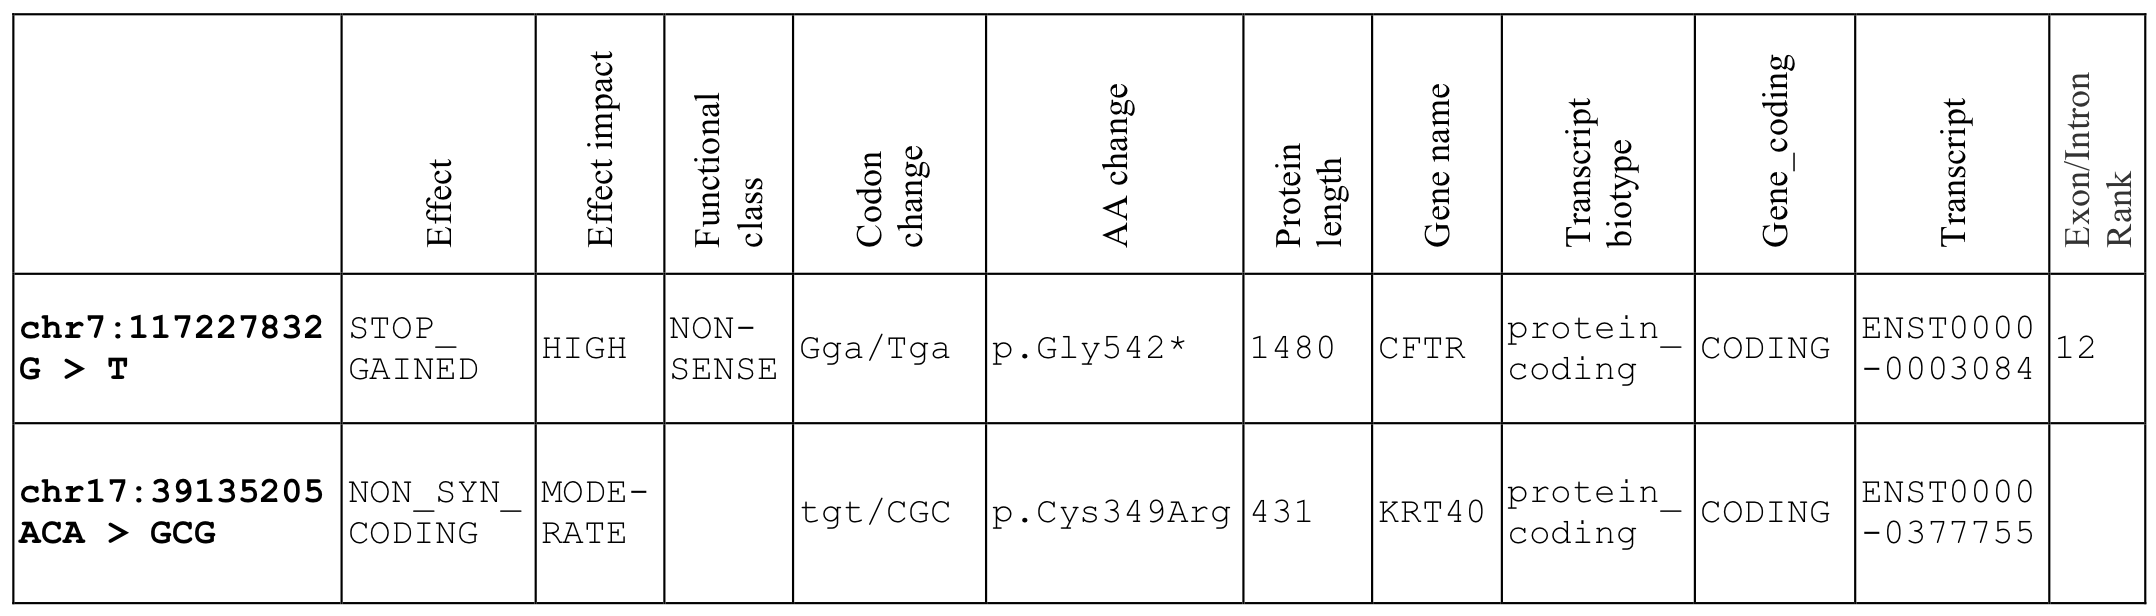 Effect
Effect impact
Functional
class
Codon
change
AA change
Protein
length
Gene name
Transcript
biotype
Gene_coding
Transcript
Exon/Intron
Rank
chr7:117227832
G > T
STOP_
GAINED
HIGH
NON-
SENSE
Gga/Tga
p.Gly542*
1480
CFTR
protein_
coding
CODING
ENST0000
-0003084
12
chr17:39135205
ACA > GCG
NON_SYN_
CODING
MODE-
RATE
tgt/CGC
p.Cys349Arg
431
KRT40
protein_
coding
CODING
ENST0000
-0377755